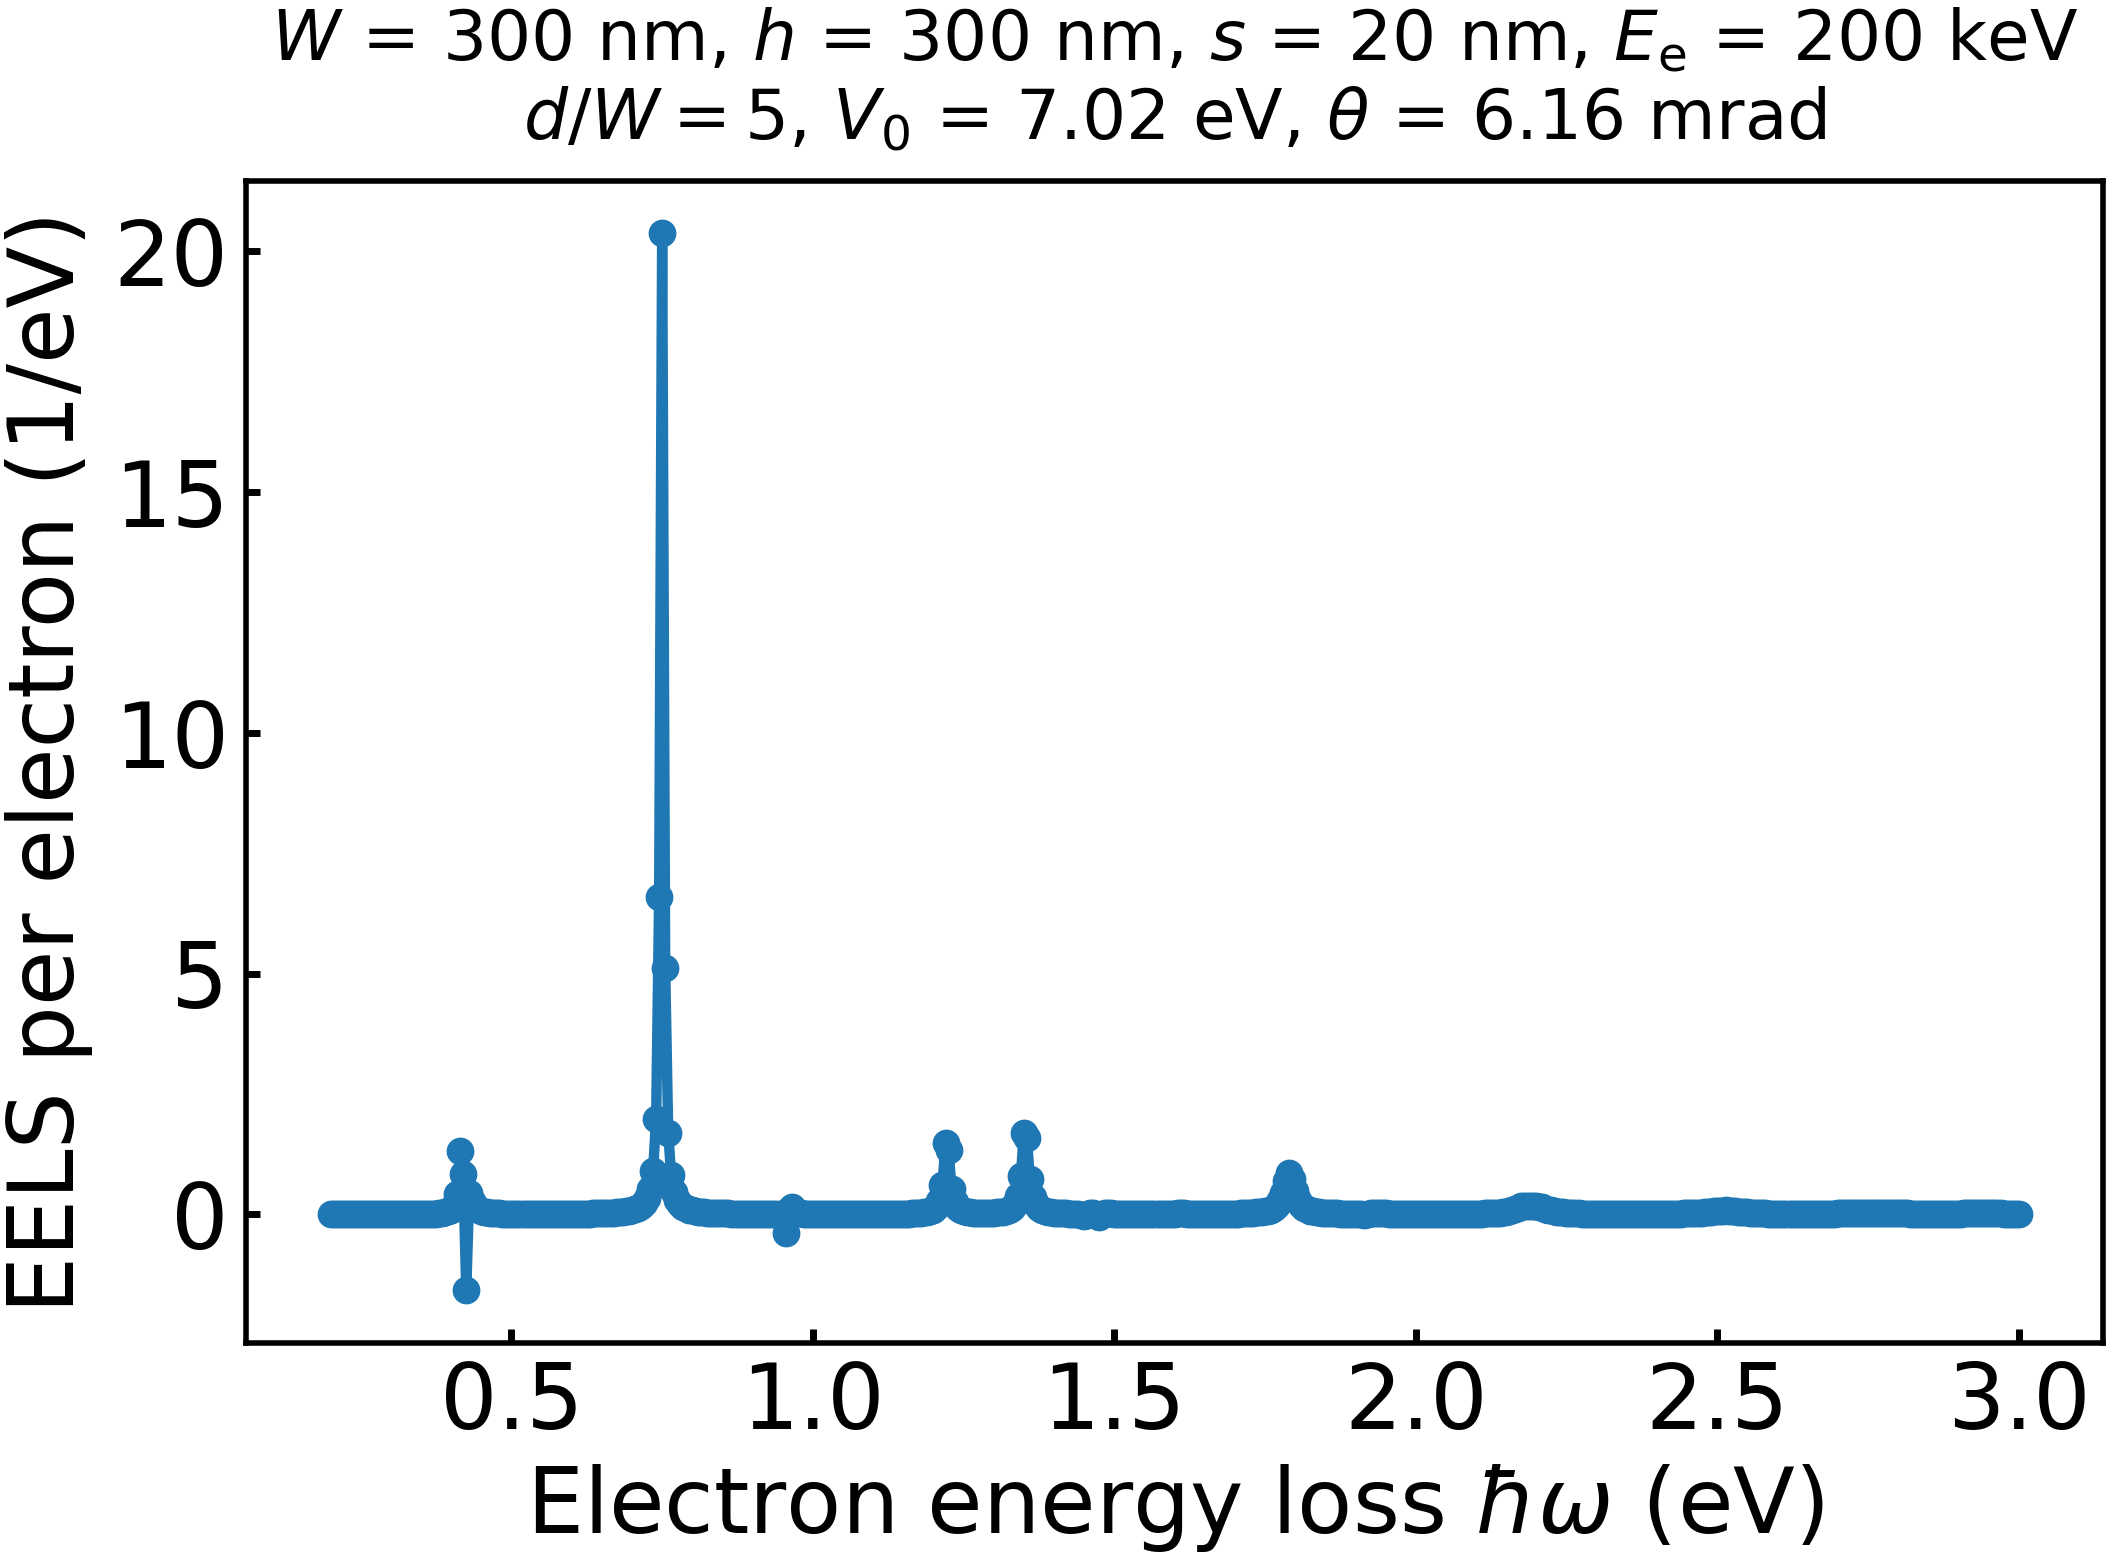 W = 300 nm, h = 300 nm, s = 20 nm, Eₑ = 200 keV
d/W = 5, V₀ = 7.02 eV, θ = 6.16 mrad
EELS per electron (1/eV)
20
15
10
5
0
0.5 1.0 1.5 2.0 2.5 3.0
Electron energy loss ħω (eV)